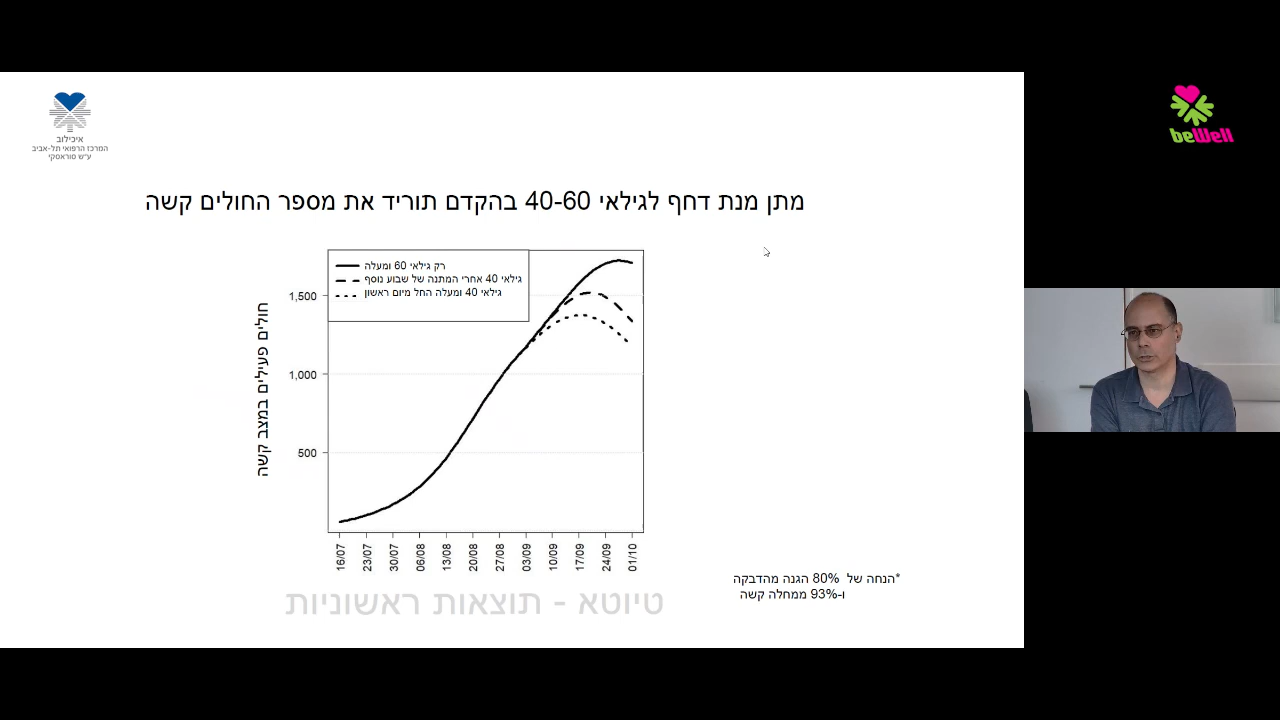 איכילוב
המרכז הרפואי תל-אביב
ע״ש סוראסקי
beWell
מתן מנת דחף לגילאי 40-60 בהקדם תוריד את מספר החולים קשה
רק גילאי 60 ומעלה
גילאי 40 אחרי המתנה של שבוע נוסף
גילאי 40 ומעלה החל מיום ראשון
חולים פעילים במצב קשה
1,500
1,000
500
16/07
23/07
30/07
06/08
13/08
20/08
27/08
03/09
10/09
17/09
24/09
01/10
*הנחה של 80% הגנה מהדבקה
ו-93% ממחלה קשה
טיוטא - תוצאות ראשוניות